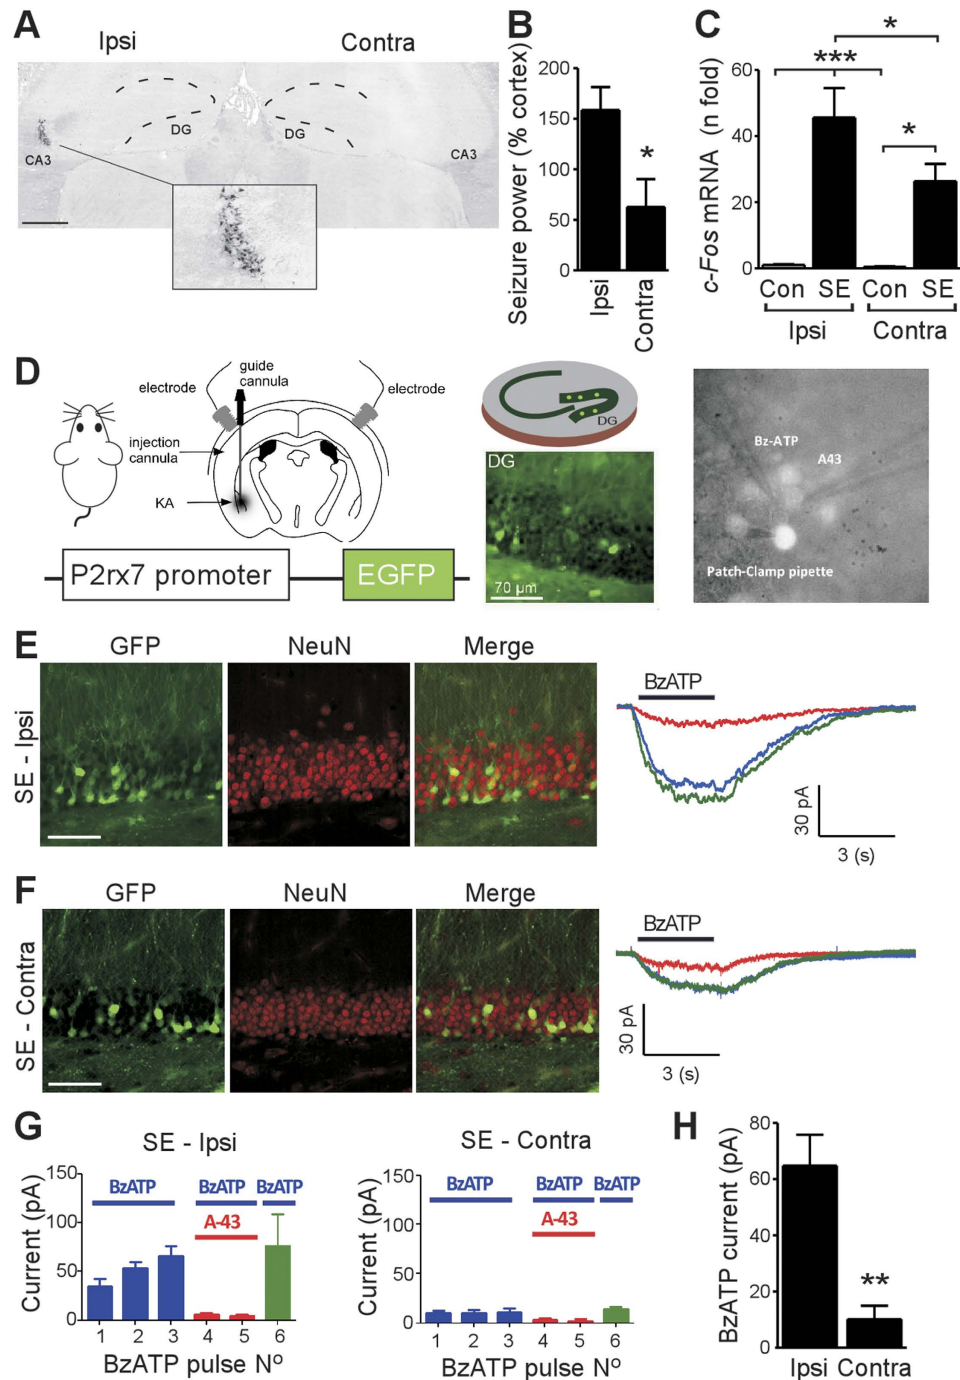 A
Ipsi
Contra
DG
DG
CA3
CA3
B
Seizure power (% cortex)
200
150
100
50
0
*
Ipsi
Contra
C
c-Fos mRNA (n fold)
60
40
20
0
***
*
*
Con SE Con SE
Ipsi
Contra
D
electrode
guide
cannula
electrode
injection
cannula
KA
P2rx7 promoter
EGFP
DG
DG
70 µm
Bz-ATP
A43
Patch-Clamp pipette
E
GFP
NeuN
Merge
SE - Ipsi
BzATP
30 pA
3 (s)
F
GFP
NeuN
Merge
SE - Contra
BzATP
30 pA
3 (s)
G
SE - Ipsi
Current (pA)
150
100
50
0
BzATP
BzATP
BzATP
A-43
1 2 3 4 5 6
BzATP pulse Nº
SE - Contra
Current (pA)
150
100
50
0
BzATP
BzATP
BzATP
A-43
1 2 3 4 5 6
BzATP pulse Nº
H
BzATP current (pA)
80
60
40
20
0
**
Ipsi Contra